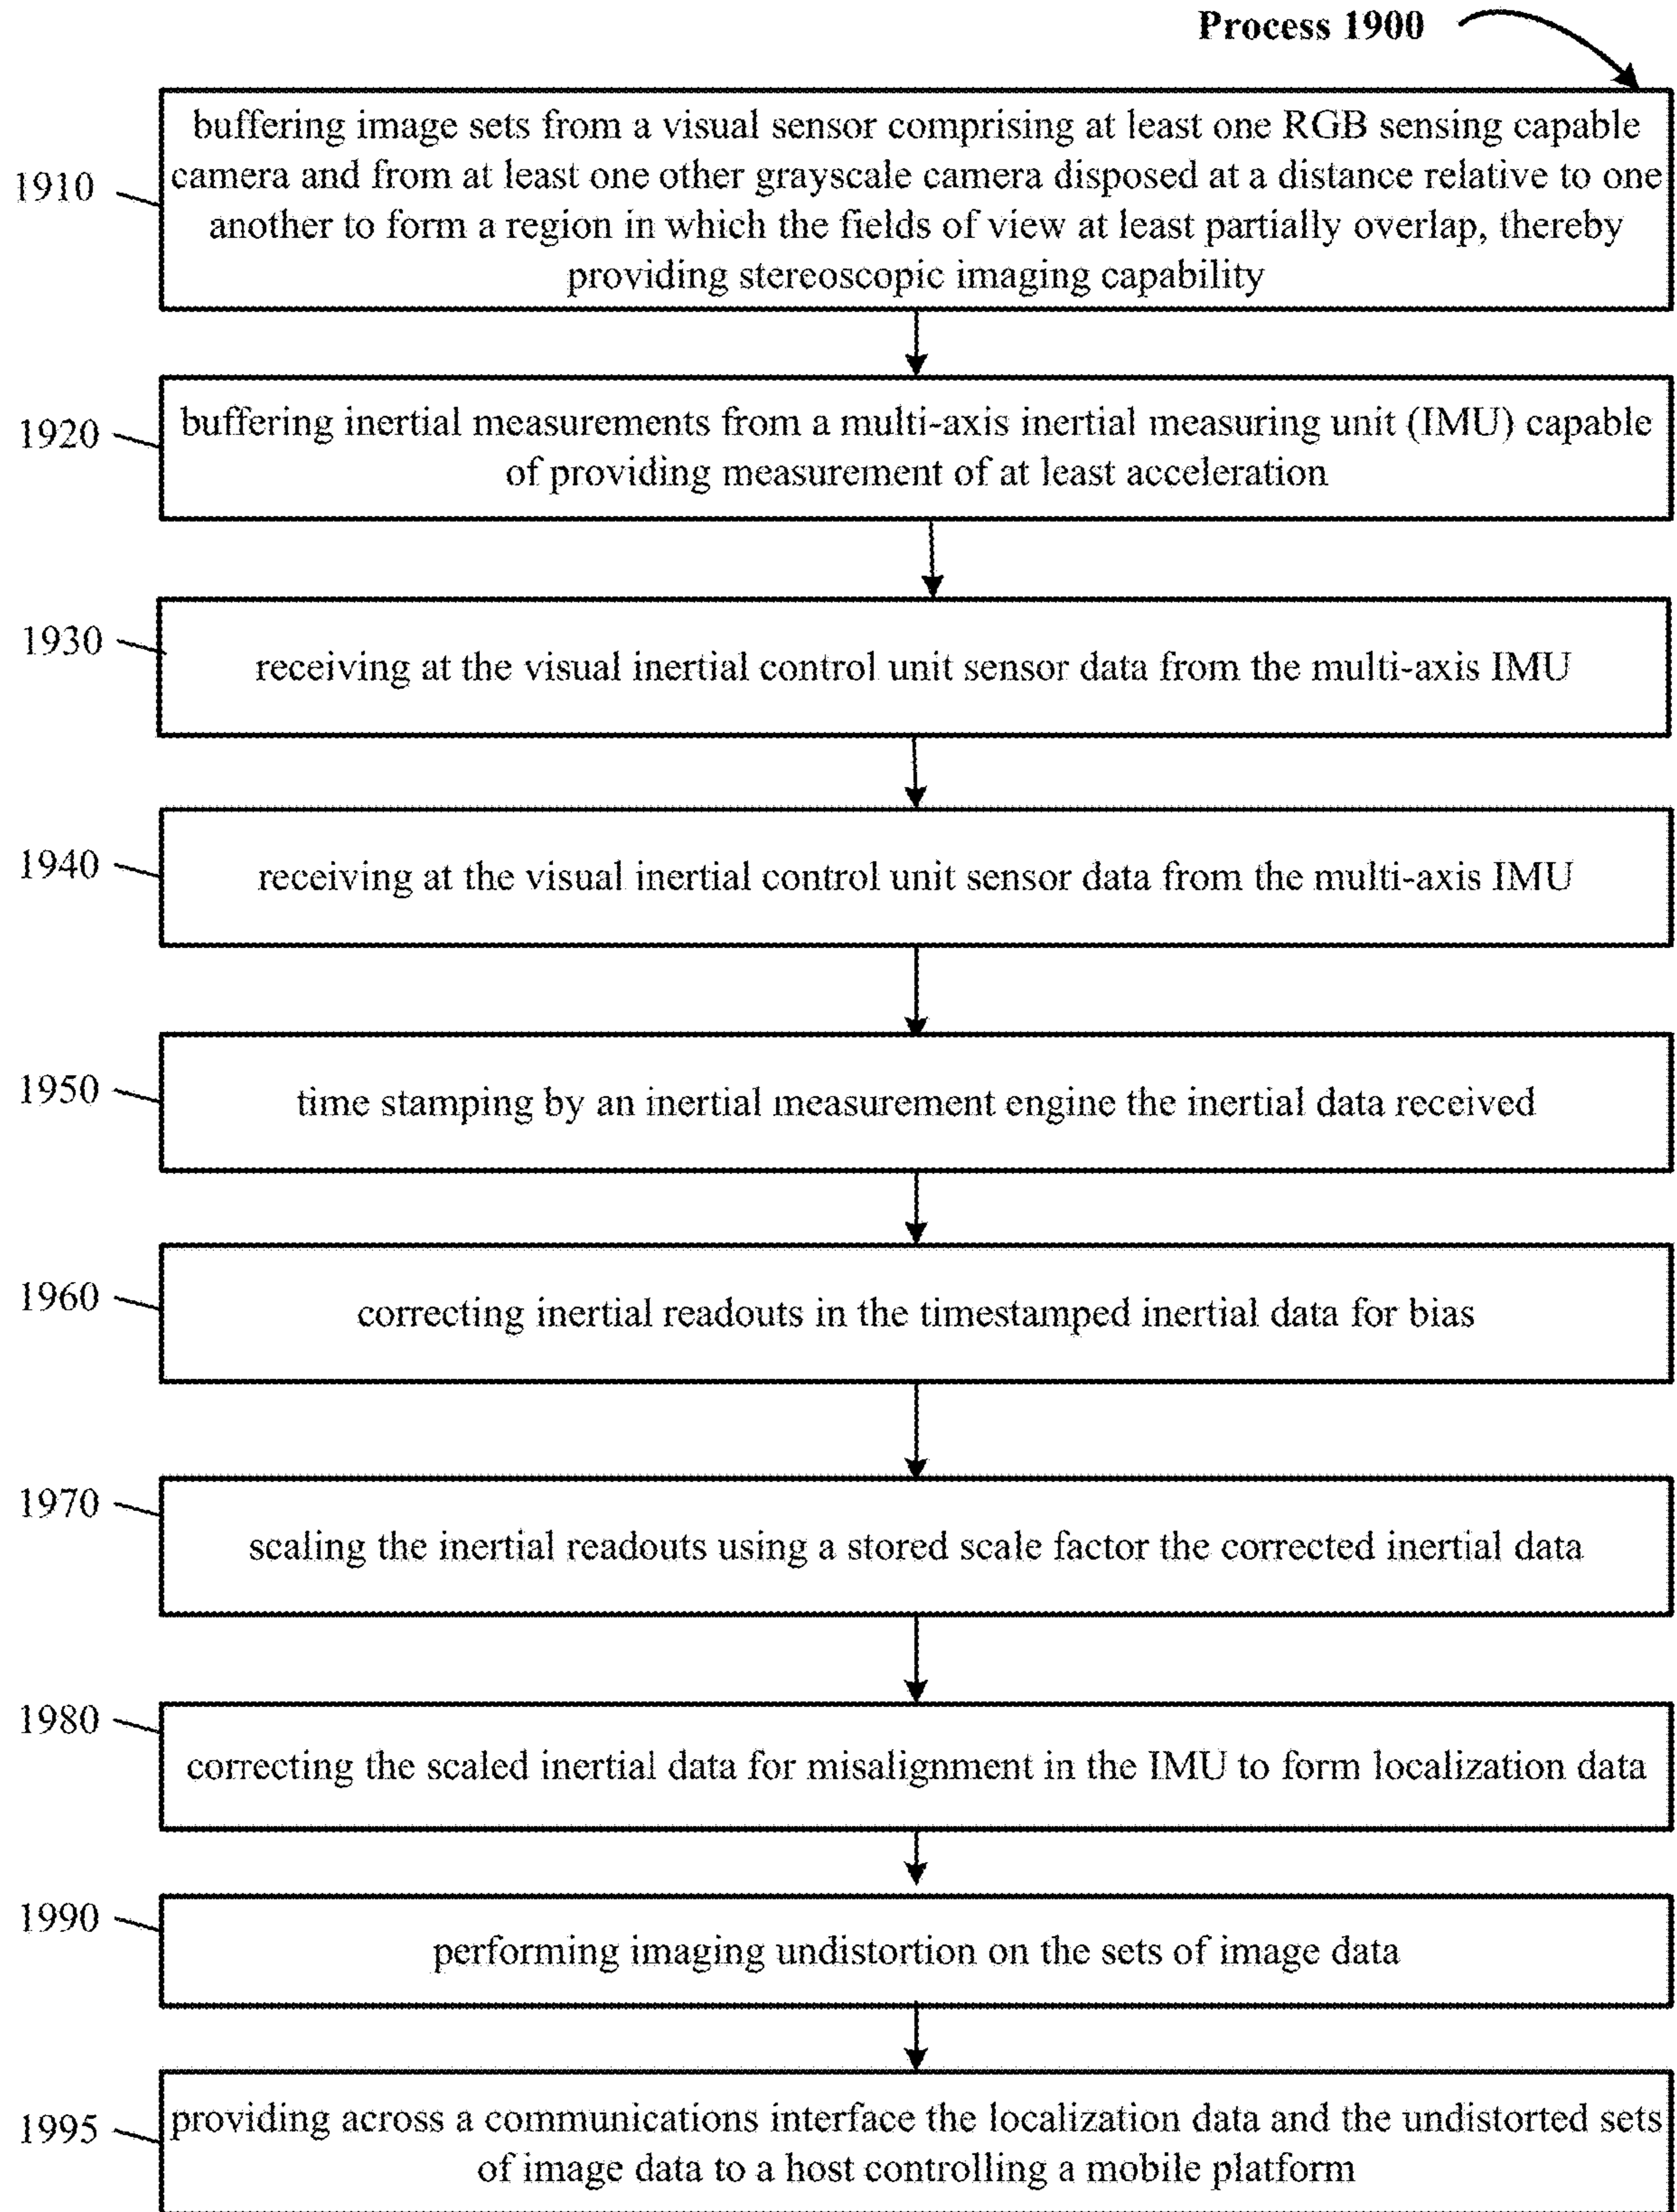 Process 1900
1910
buffering image sets from a visual sensor comprising at least one RGB sensing capable
camera and from at least one other grayscale camera disposed at a distance relative to one
another to form a region in which the fields of view at least partially overlap, thereby
providing stereoscopic imaging capability
1920
buffering inertial measurements from a multi-axis inertial measuring unit (IMU) capable
of providing measurement of at least acceleration
1930
receiving at the visual inertial control unit sensor data from the multi-axis IMU
1940
receiving at the visual inertial control unit sensor data from the multi-axis IMU
1950
time stamping by an inertial measurement engine the inertial data received
1960
correcting inertial readouts in the timestamped inertial data for bias
1970
scaling the inertial readouts using a stored scale factor the corrected inertial data
1980
correcting the scaled inertial data for misalignment in the IMU to form localization data
1990
performing imaging undistortion on the sets of image data
1995
providing across a communications interface the localization data and the undistorted sets
of image data to a host controlling a mobile platform